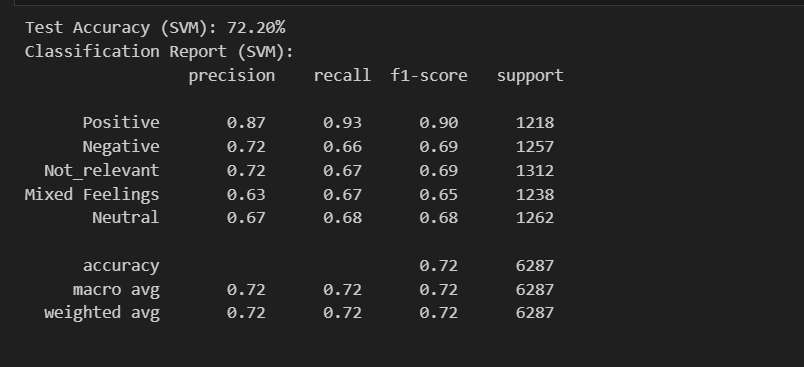 Test Accuracy (SVM): 72.20%
Classification Report (SVM):
precision recall f1-score support
Positive 0.87 0.93 0.90 1218
Negative 0.72 0.66 0.69 1257
Not_relevant 0.72 0.67 0.69 1312
Mixed Feelings 0.63 0.67 0.65 1238
Neutral 0.67 0.68 0.68 1262
accuracy 0.72 6287
macro avg 0.72 0.72 0.72 6287
weighted avg 0.72 0.72 0.72 6287